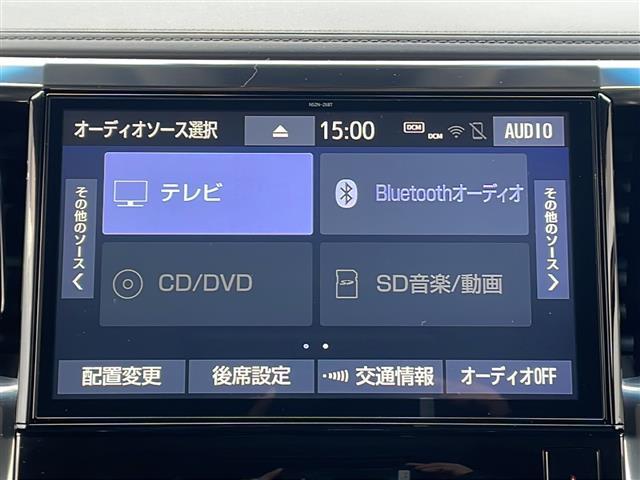 NSZN-Z68T
オーディオソース選択 15:00 DCM DCM AUDIO
その他のソース
テレビ
Bluetoothオーディオ
その他のソース
CD/DVD
SD音楽/動画
配置変更 後席設定 交通情報 オーディオOFF